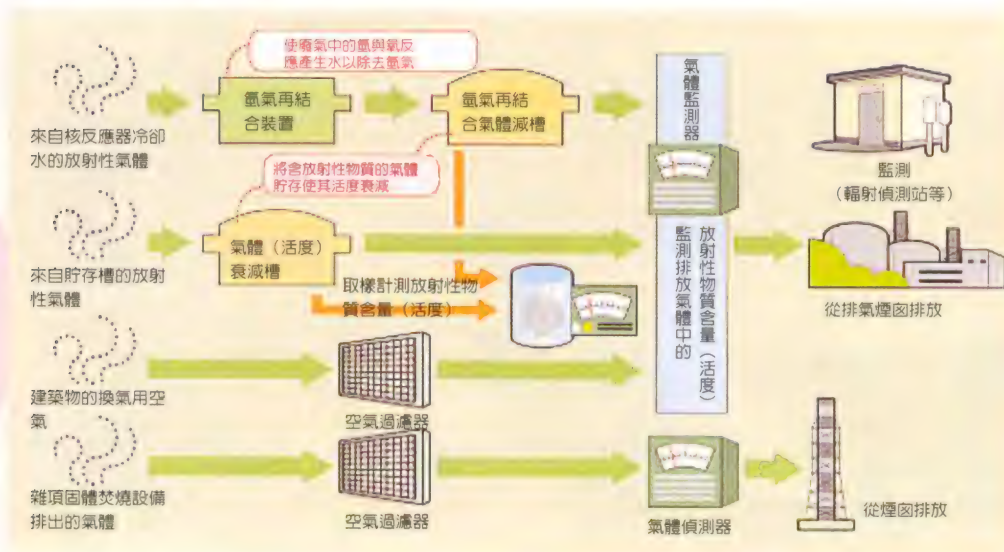 使廢氣中的氫與氧反
應產生水以除去氫氣
氫氣再結
合裝置
氫氣再結
合氣體減槽
來自核反應器冷卻
水的放射性氣體
將含放射性物質的氣體
貯存使其活度衰減
氣體（活度）
衰減槽
來自貯存槽的放射
性氣體
取樣計測放射性物
質含量（活度）
建築物的換氣用空
氣
空氣過濾器
雜項固體焚燒設備
排出的氣體
空氣過濾器
氣體監測器
放射性物質含量（活度）
監測排放氣體中的
氣體偵測器
監測
（輻射偵測站等）
從排氣煙囪排放
從煙囪排放